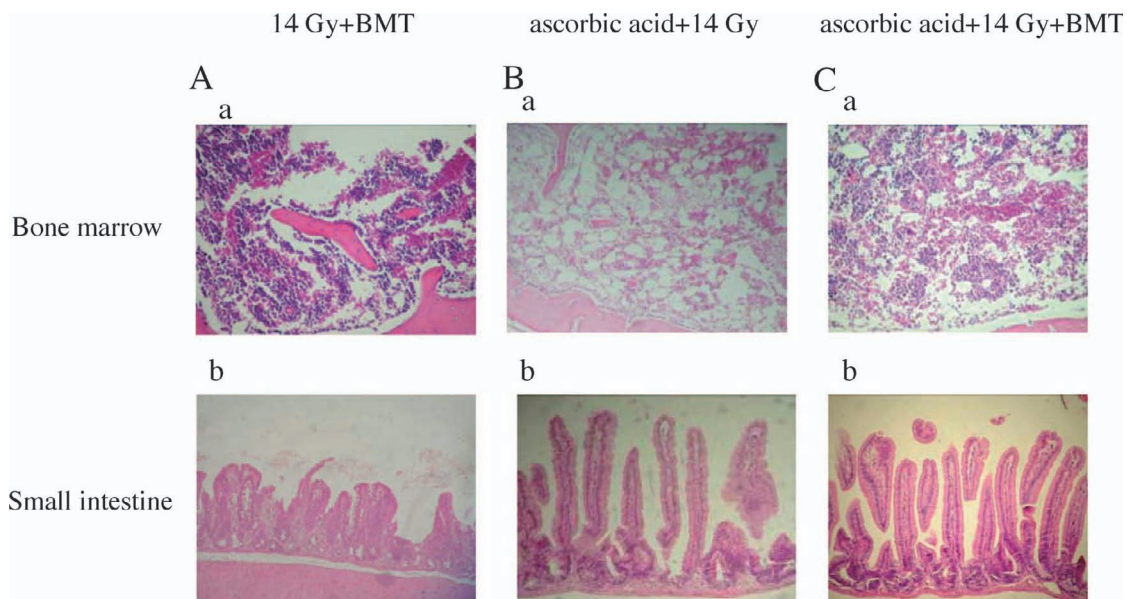 14 Gy+BMT ascorbic acid+14 Gy ascorbic acid+14 Gy+BMT
A B C
a a a
Bone marrow
b b b
Small intestine